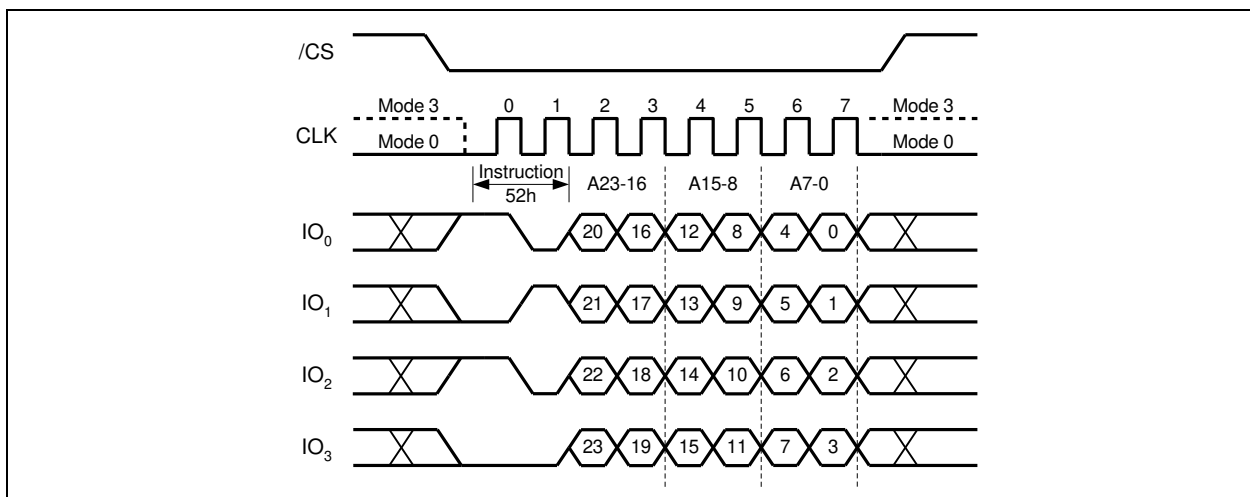 /CS
Mode 3 0 1 2 3 4 5 6 7 Mode 3
CLK
Mode 0 Mode 0
Instruction A23-16 A15-8 A7-0
52h
IO0 20 16 12 8 4 0
IO1 21 17 13 9 5 1
IO2 22 18 14 10 6 2
IO3 23 19 15 11 7 3